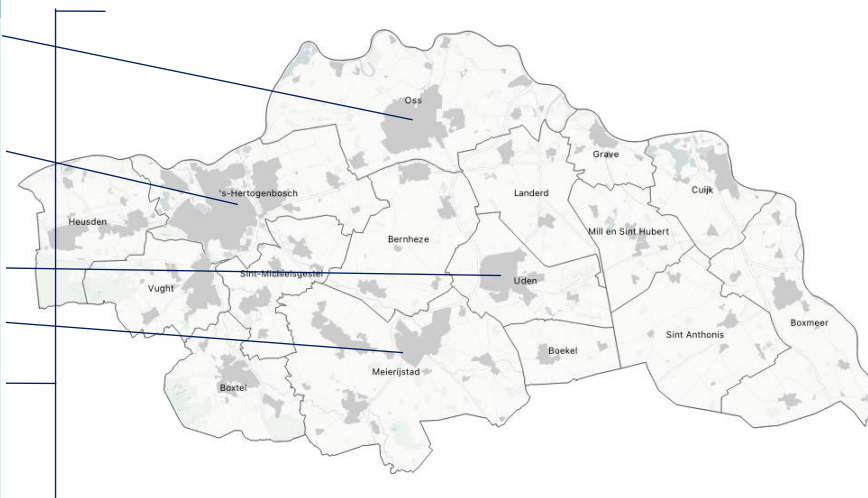 Oss
Grave
's-Hertogenbosch
Landerd
Cuijk
Heusden
Mill en Sint Hubert
Bernheze
Sint-Michielsgestel
Uden
Vught
Boxmeer
Sint Anthonis
Boekel
Meierijstad
Boxtel